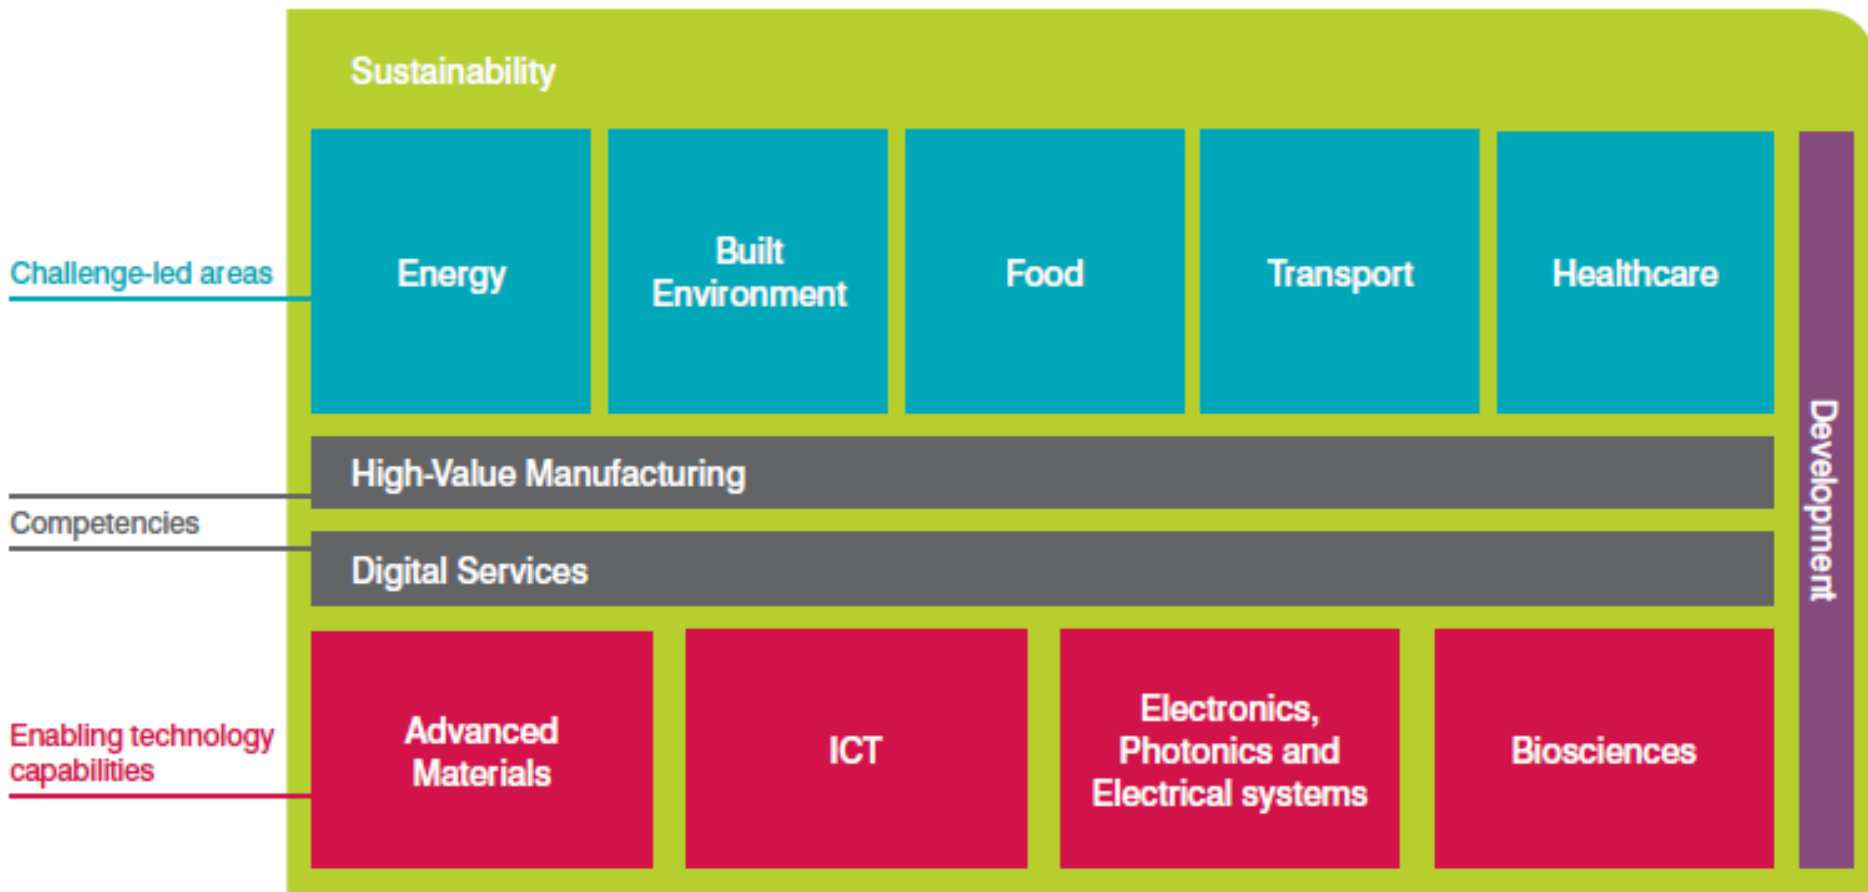 Sustainability
Challenge-led areas
Energy
Built
Environment
Food
Transport
Healthcare
High-Value Manufacturing
Competencies
Digital Services
Development
Enabling technology
capabilities
Advanced
Materials
ICT
Electronics,
Photonics and
Electrical systems
Biosciences